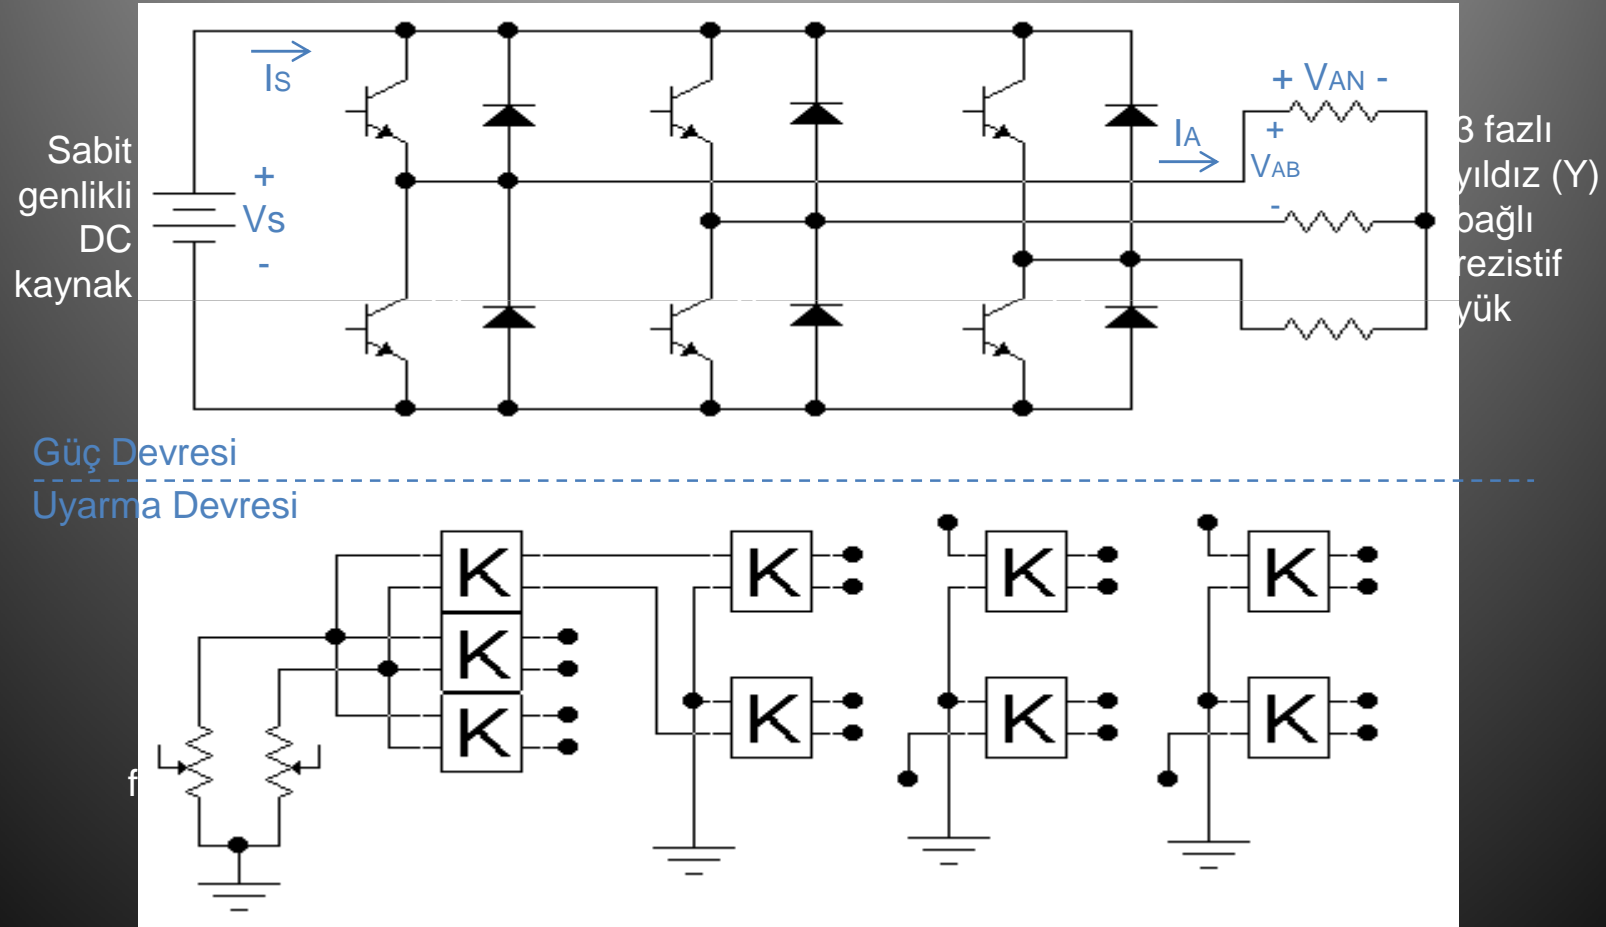 IS
+ VAN -
IA
+
VAB
-
Sabit
genlikli
DC
kaynak
+
Vs
-
3 fazlı
yıldız (Y)
bağlı
rezistif
yük
Güç Devresi
Uyarma Devresi
K
K
K
K
K
K
K
K
K
f